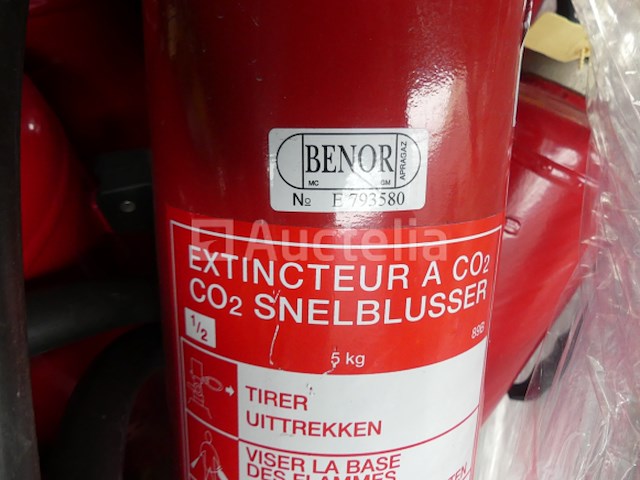 BENOR
APRAGAZ
MC
GM
No E 793580
Auctelia
EXTINCTEUR A CO2
CO2 SNELBLUSSER
1/2
896
5 kg
TIRER
UITTREKKEN
VISER LA BASE
DES FLAMMES